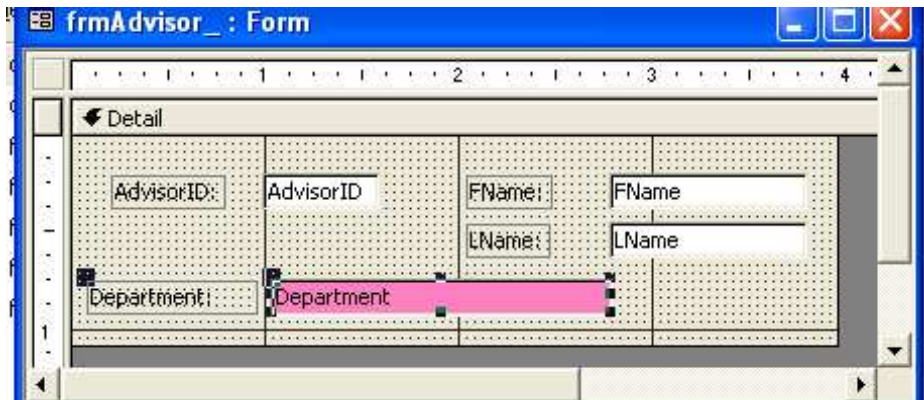 frmAdvisor_ : Form
1 2 3 4
Detail
AdvisorID: AdvisorID FName: FName
LName: LName
Department: Department
1